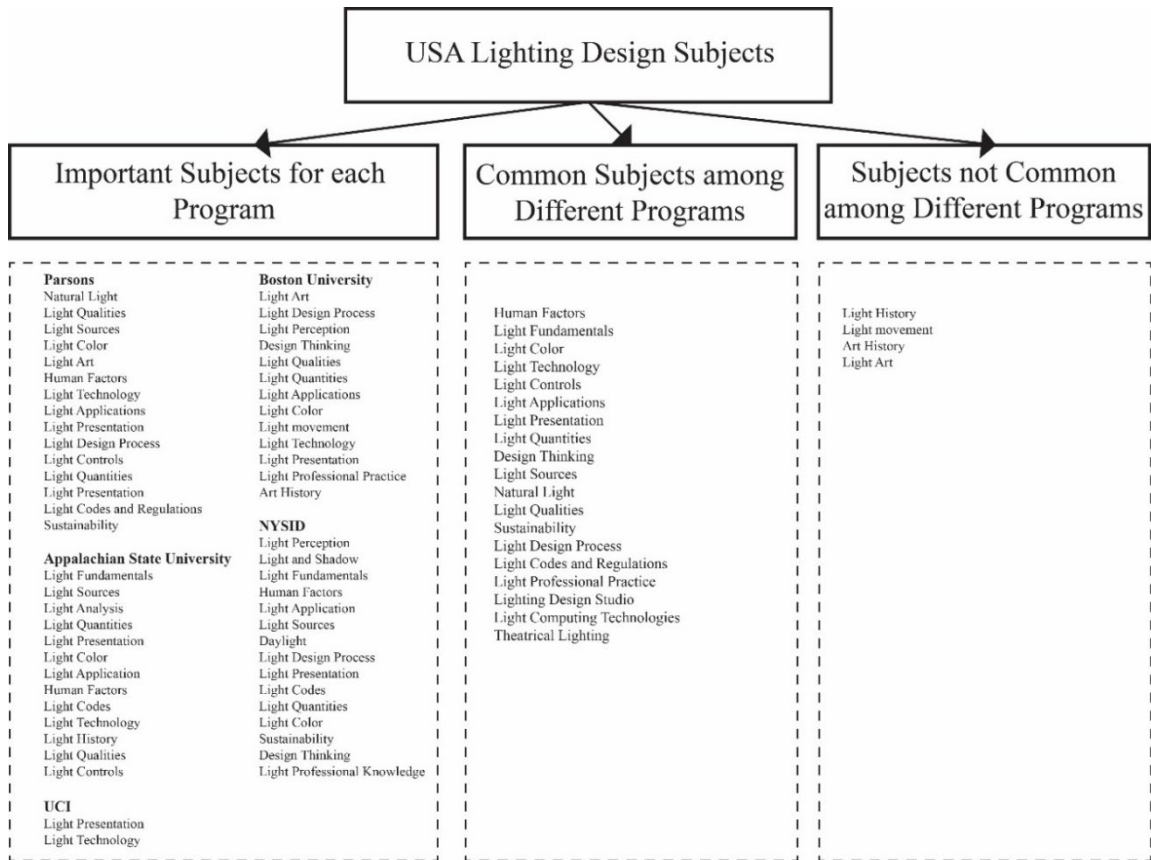 USA Lighting Design Subjects
Important Subjects for each
Program
Common Subjects among
Different Programs
Subjects not Common
among Different Programs
Parsons
Natural Light
Light Qualities
Light Sources
Light Color
Light Art
Human Factors
Light Technology
Light Applications
Light Presentation
Light Design Process
Light Controls
Light Quantities
Light Presentation
Light Codes and Regulations
Sustainability
Appalachian State University
Light Fundamentals
Light Sources
Light Analysis
Light Quantities
Light Presentation
Light Color
Light Application
Human Factors
Light Codes
Light Technology
Light History
Light Qualities
Light Controls
UCI
Light Presentation
Light Technology
Boston University
Light Art
Light Design Process
Light Perception
Design Thinking
Light Qualities
Light Quantities
Light Applications
Light Color
Light movement
Light Technology
Light Presentation
Light Professional Practice
Art History
NYSID
Light Perception
Light and Shadow
Light Fundamentals
Human Factors
Light Application
Light Sources
Daylight
Light Design Process
Light Presentation
Light Codes
Light Quantities
Light Color
Sustainability
Design Thinking
Light Professional Knowledge
Human Factors
Light Fundamentals
Light Color
Light Technology
Light Controls
Light Applications
Light Presentation
Light Quantities
Design Thinking
Light Sources
Natural Light
Light Qualities
Sustainability
Light Design Process
Light Codes and Regulations
Light Professional Practice
Lighting Design Studio
Light Computing Technologies
Theatrical Lighting
Light History
Light movement
Art History
Light Art